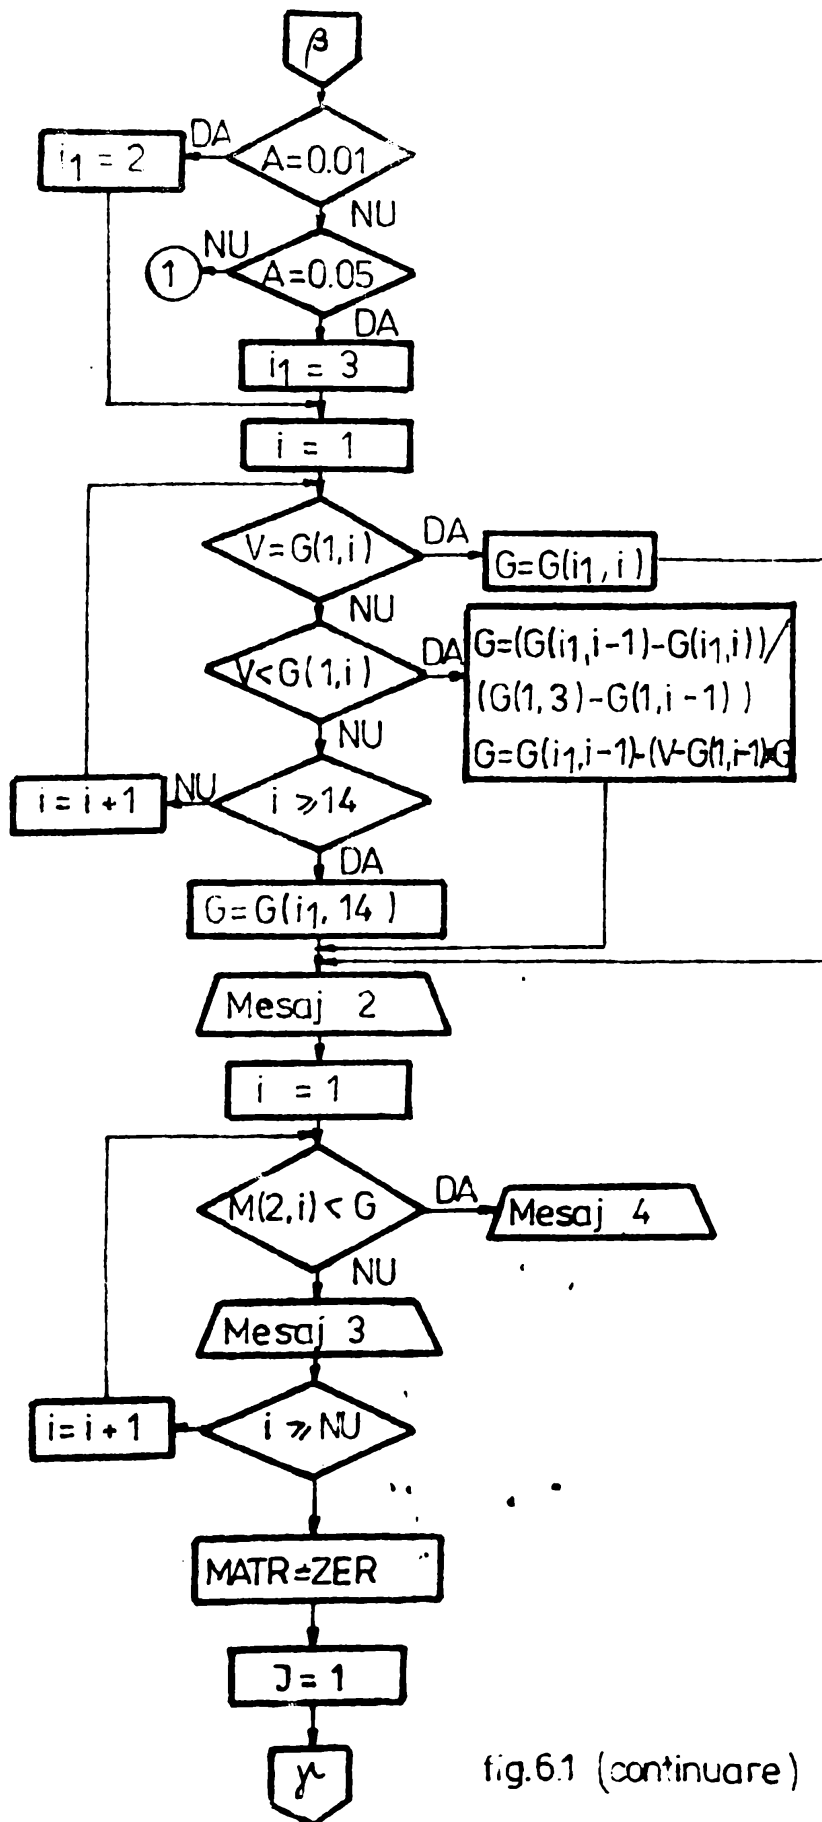 β
DA
i₁ = 2
A=0.01
NU
NU
1
A=0.05
DA
i₁ = 3
i = 1
V=G(1,i)
DA
G=G(i₁,i)
NU
V<G(1,i)
DA
G=(G(i₁,i-1)-G(i₁,i))/
(G(1,3)-G(1,i-1))
G=G(i₁,i-1)-(V-G(1,i-1)*G
NU
i = i+1
NU
i ⩾ 14
DA
G=G(i₁, 14)
Mesaj 2
i = 1
M(2,i) < G
DA
Mesaj 4
NU
Mesaj 3
i= i+1
i ⩾ NU
MATR=ZER
J = 1
γ
fig.6.1 (continuare)